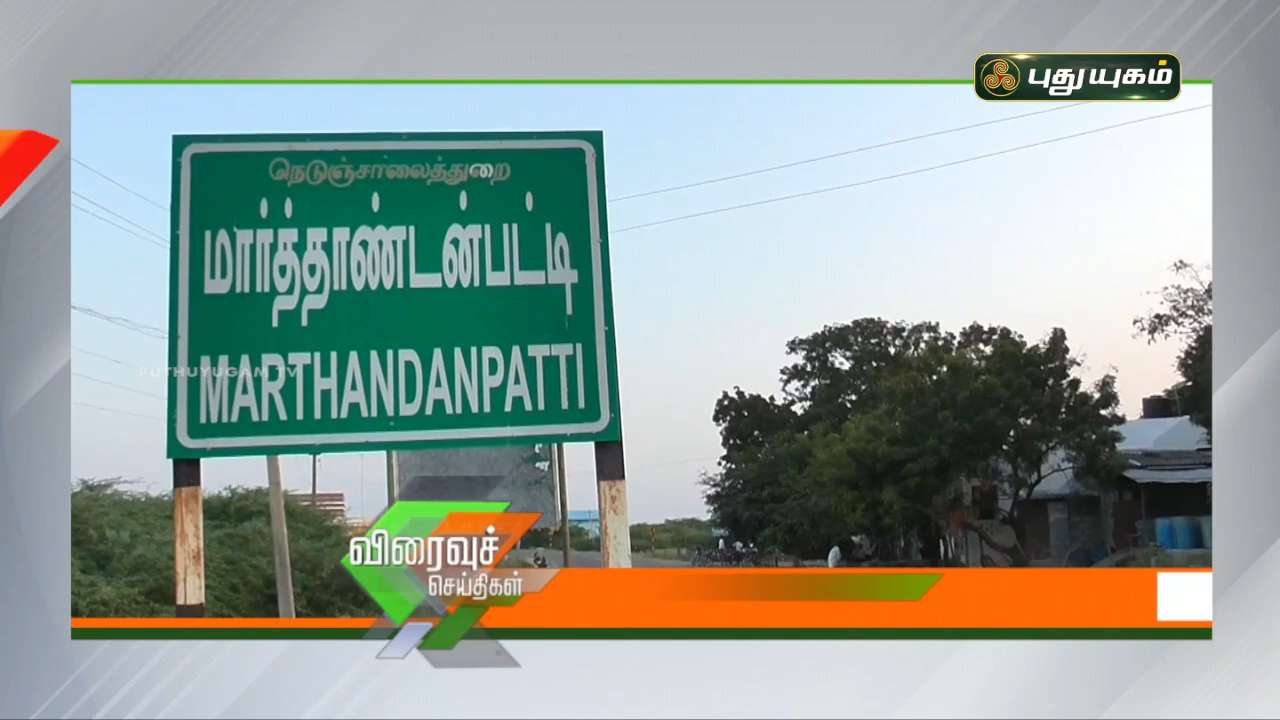 புதுயுகம்
நெடுஞ்சாலைத்துறை
மார்த்தாண்டன்பட்டி
PUTHUYUGAM TV
MARTHANDANPATTI
விரைவுச்
செய்திகள்